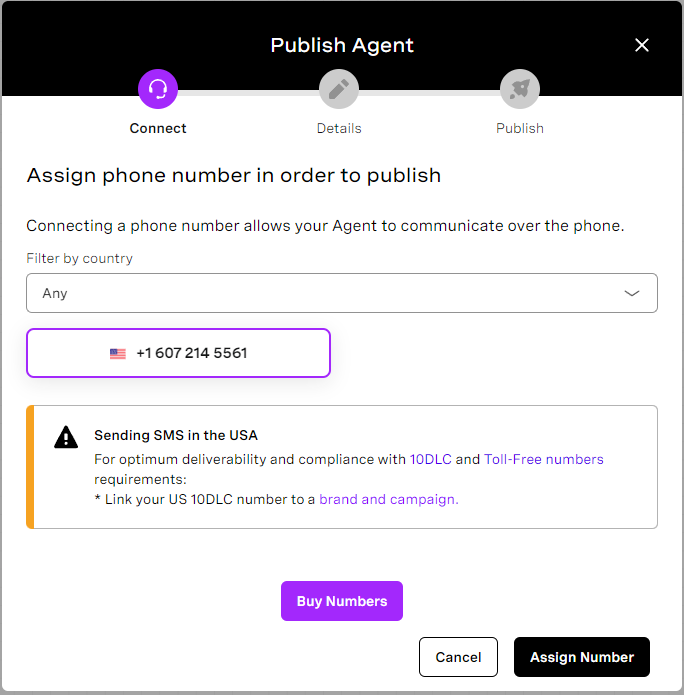 Publish Agent
Connect
Details
Publish
Assign phone number in order to publish
Connecting a phone number allows your Agent to communicate over the phone.
Filter by country
Any
+1 607 214 5561
Sending SMS in the USA
For optimum deliverability and compliance with 10DLC and Toll-Free numbers
requirements:
* Link your US 10DLC number to a brand and campaign.
Buy Numbers
Cancel
Assign Number